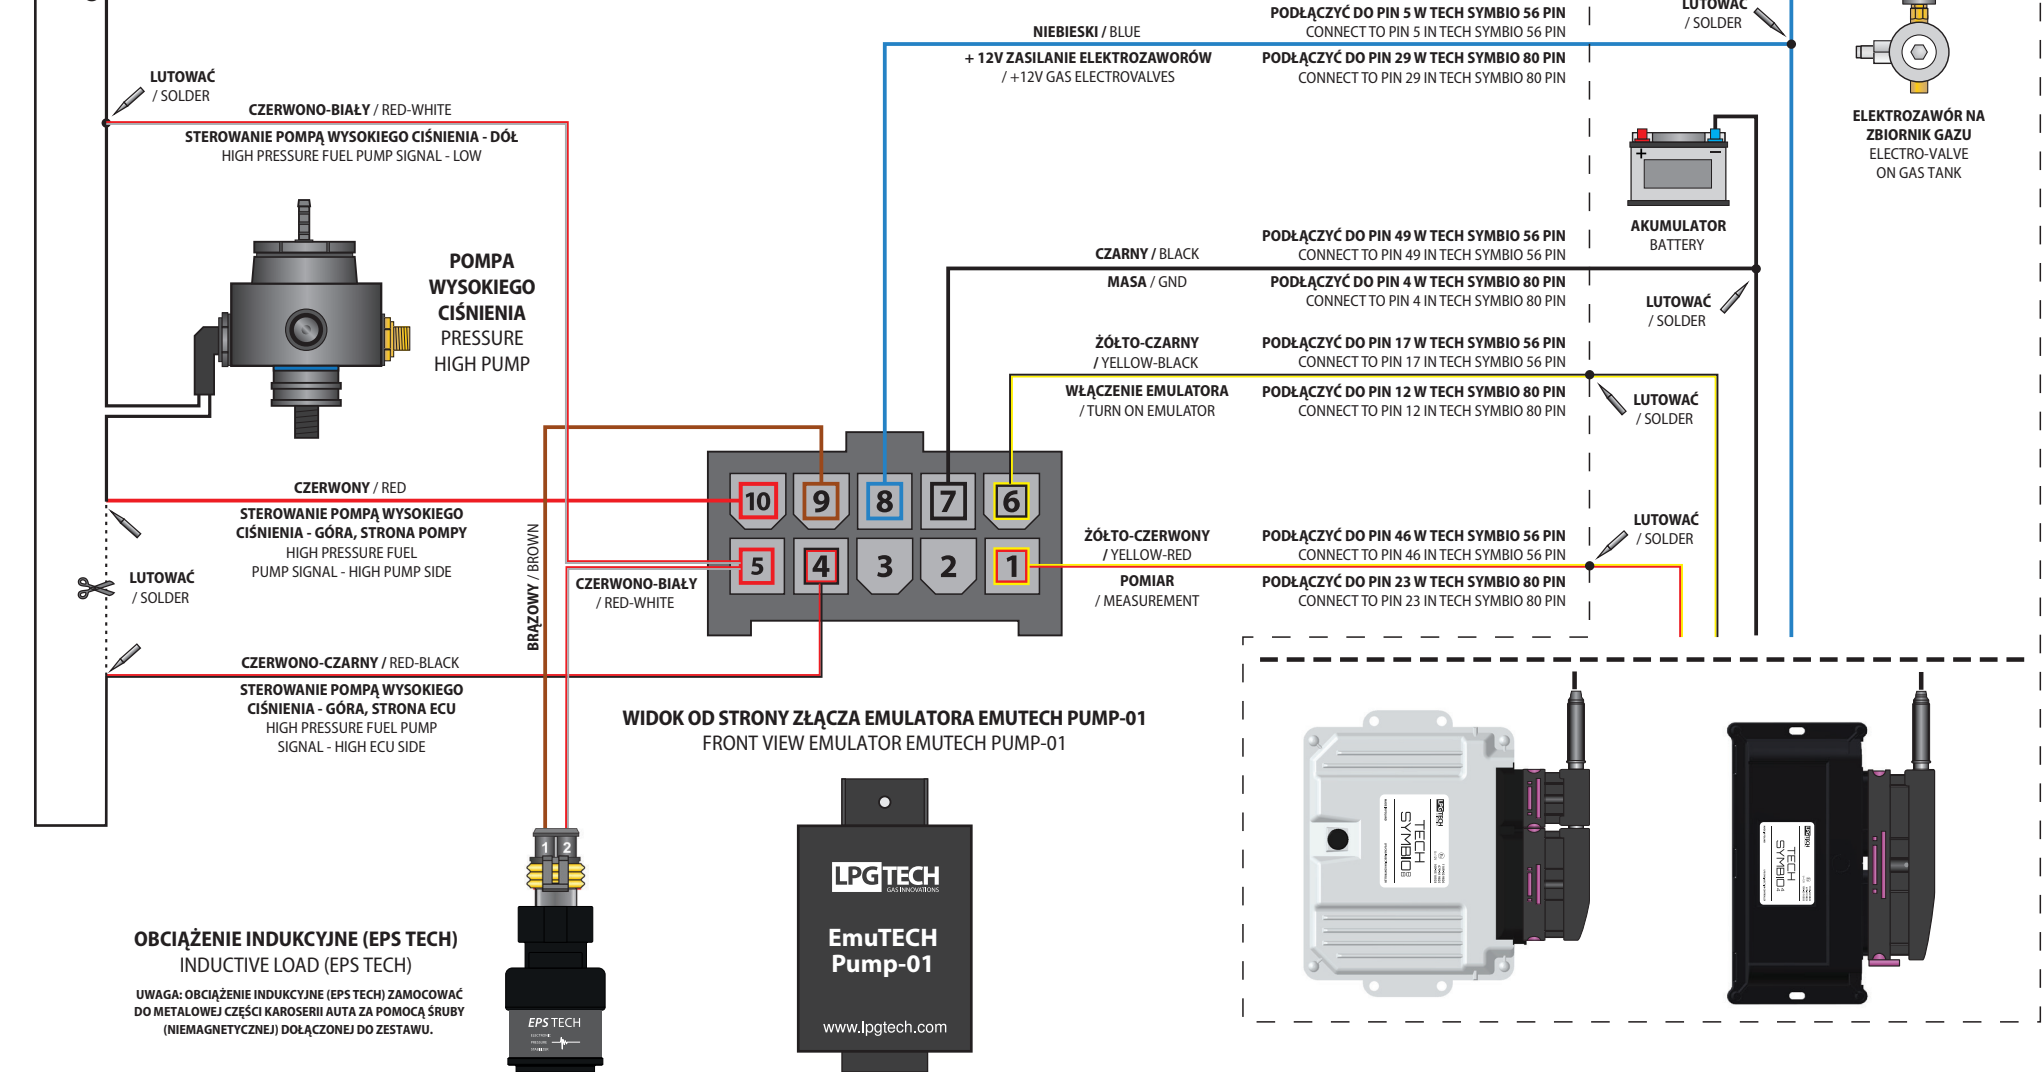 LUTOWAĆ
/ SOLDER
CZERWONO-BIAŁY / RED-WHITE
STEROWANIE POMPĄ WYSOKIEGO CIŚNIENIA - DÓŁ
HIGH PRESSURE FUEL PUMP SIGNAL - LOW
POMPA
WYSOKIEGO
CIŚNIENIA
PRESSURE
HIGH PUMP
CZERWONY / RED
STEROWANIE POMPĄ WYSOKIEGO
CIŚNIENIA - GÓRA, STRONA POMPY
HIGH PRESSURE FUEL
PUMP SIGNAL - HIGH PUMP SIDE
LUTOWAĆ
/ SOLDER
CZERWONO-CZARNY / RED-BLACK
STEROWANIE POMPĄ WYSOKIEGO
CIŚNIENIA - GÓRA, STRONA ECU
HIGH PRESSURE FUEL PUMP
SIGNAL - HIGH ECU SIDE
BRĄZOWY / BROWN
CZERWONO-BIAŁY
/ RED-WHITE
NIEBIESKI / BLUE
+ 12V ZASILANIE ELEKTROZAWORÓW
/ +12V GAS ELECTROVALVES
PODŁĄCZYĆ DO PIN 5 W TECH SYMBIO 56 PIN
CONNECT TO PIN 5 IN TECH SYMBIO 56 PIN
PODŁĄCZYĆ DO PIN 29 W TECH SYMBIO 80 PIN
CONNECT TO PIN 29 IN TECH SYMBIO 80 PIN
LUTOWAĆ
/ SOLDER
ELEKTROZAWÓR NA
ZBIORNIK GAZU
ELECTRO-VALVE
ON GAS TANK
+ −
AKUMULATOR
BATTERY
CZARNY / BLACK
MASA / GND
PODŁĄCZYĆ DO PIN 49 W TECH SYMBIO 56 PIN
CONNECT TO PIN 49 IN TECH SYMBIO 56 PIN
PODŁĄCZYĆ DO PIN 4 W TECH SYMBIO 80 PIN
CONNECT TO PIN 4 IN TECH SYMBIO 80 PIN
LUTOWAĆ
/ SOLDER
ŻÓŁTO-CZARNY
/ YELLOW-BLACK
WŁĄCZENIE EMULATORA
/ TURN ON EMULATOR
PODŁĄCZYĆ DO PIN 17 W TECH SYMBIO 56 PIN
CONNECT TO PIN 17 IN TECH SYMBIO 56 PIN
PODŁĄCZYĆ DO PIN 12 W TECH SYMBIO 80 PIN
CONNECT TO PIN 12 IN TECH SYMBIO 80 PIN
LUTOWAĆ
/ SOLDER
10 9 8 7 6
5 4 3 2 1
ŻÓŁTO-CZERWONY
/ YELLOW-RED
POMIAR
/ MEASUREMENT
PODŁĄCZYĆ DO PIN 46 W TECH SYMBIO 56 PIN
CONNECT TO PIN 46 IN TECH SYMBIO 56 PIN
PODŁĄCZYĆ DO PIN 23 W TECH SYMBIO 80 PIN
CONNECT TO PIN 23 IN TECH SYMBIO 80 PIN
LUTOWAĆ
/ SOLDER
WIDOK OD STRONY ZŁĄCZA EMULATORA EMUTECH PUMP-01
FRONT VIEW EMULATOR EMUTECH PUMP-01
LPGTECH
GAS INNOVATIONS
EmuTECH
Pump-01
www.lpgtech.com
1 2
OBCIĄŻENIE INDUKCYJNE (EPS TECH)
INDUCTIVE LOAD (EPS TECH)
UWAGA: OBCIĄŻENIE INDUKCYJNE (EPS TECH) ZAMOCOWAĆ
DO METALOWEJ CZĘŚCI KAROSERII AUTA ZA POMOCĄ ŚRUBY
(NIEMAGNETYCZNEJ) DOŁĄCZONEJ DO ZESTAWU.
EPS TECH
LPGTECH
TECH
SYMBIO
LPGTECH
TECH
SYMBIO